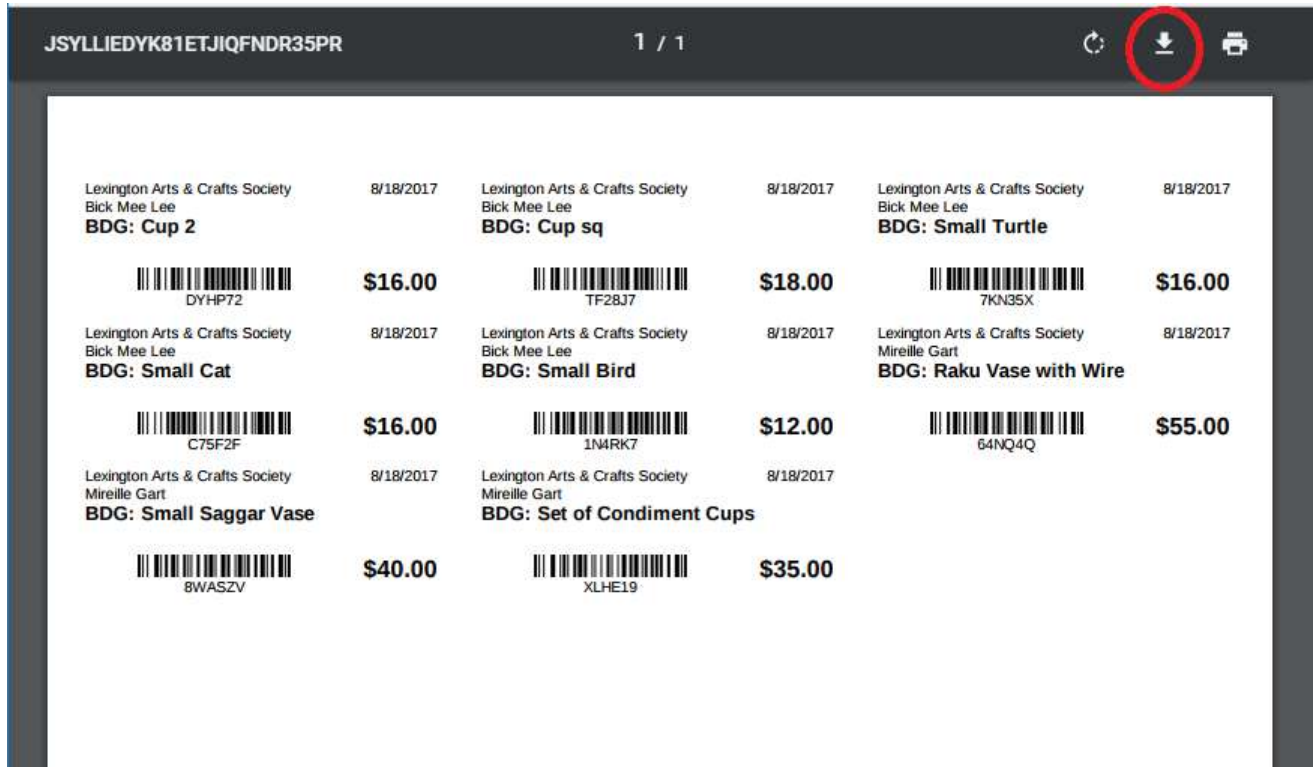 JSYLLIEDYK81ETJIQFNDR35PR 1 / 1
Lexington Arts & Crafts Society 8/18/2017
Bick Mee Lee
BDG: Cup 2
$16.00
DYHP72
Lexington Arts & Crafts Society 8/18/2017
Bick Mee Lee
BDG: Cup sq
$18.00
TF28J7
Lexington Arts & Crafts Society 8/18/2017
Bick Mee Lee
BDG: Small Turtle
$16.00
7KN35X
Lexington Arts & Crafts Society 8/18/2017
Bick Mee Lee
BDG: Small Cat
$16.00
C75F2F
Lexington Arts & Crafts Society 8/18/2017
Bick Mee Lee
BDG: Small Bird
$12.00
1N4RK7
Lexington Arts & Crafts Society 8/18/2017
Mireille Gart
BDG: Raku Vase with Wire
$55.00
64NQ4Q
Lexington Arts & Crafts Society 8/18/2017
Mireille Gart
BDG: Small Saggar Vase
$40.00
8WASZV
Lexington Arts & Crafts Society 8/18/2017
Mireille Gart
BDG: Set of Condiment Cups
$35.00
XLHE19